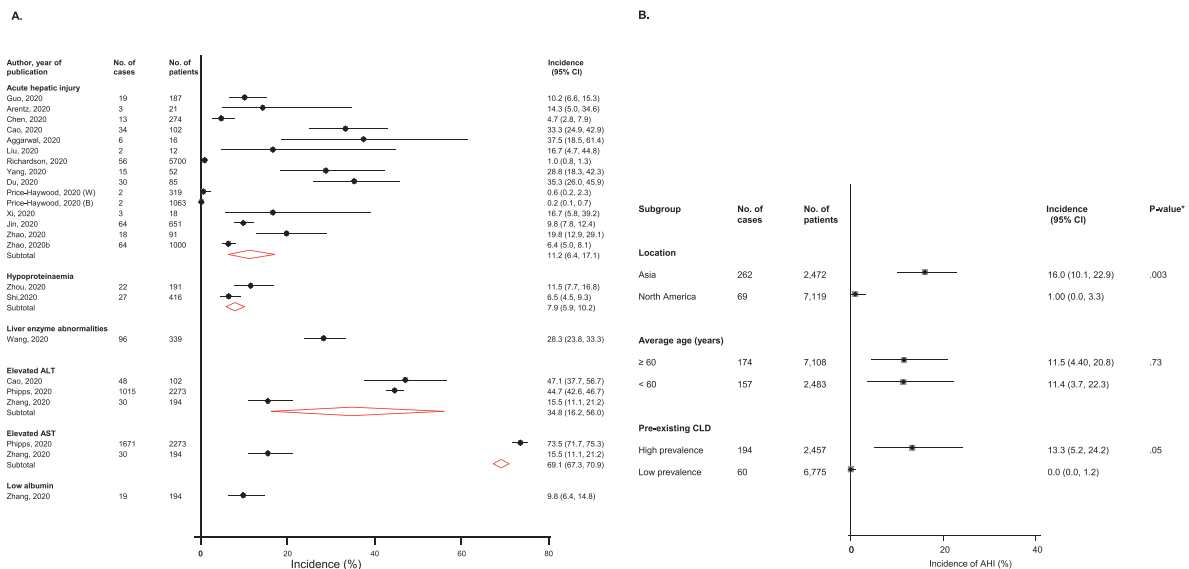 A.
Author, year of publication No. of cases No. of patients Incidence (95% CI)
Acute hepatic injury
Guo, 2020 19 187 10.2 (6.6, 15.3)
Arentz, 2020 3 21 14.3 (5.0, 34.6)
Chen, 2020 13 274 4.7 (2.8, 7.9)
Cao, 2020 34 102 33.3 (24.9, 42.9)
Aggarwal, 2020 6 16 37.5 (18.5, 61.4)
Liu, 2020 2 12 16.7 (4.7, 44.8)
Richardson, 2020 56 5700 1.0 (0.8, 1.3)
Yang, 2020 15 52 28.8 (18.3, 42.3)
Du, 2020 30 85 35.3 (26.0, 45.9)
Price-Haywood, 2020 (W) 2 319 0.6 (0.2, 2.3)
Price-Haywood, 2020 (B) 2 1063 0.2 (0.1, 0.7)
Xi, 2020 3 18 16.7 (5.8, 39.2)
Jin, 2020 64 651 9.8 (7.8, 12.4)
Zhao, 2020 18 91 19.8 (12.9, 29.1)
Zhao, 2020b 64 1000 6.4 (5.0, 8.1)
Subtotal 11.2 (6.4, 17.1)
Hypoproteinaemia
Zhou, 2020 22 191 11.5 (7.7, 16.8)
Shi,2020 27 416 6.5 (4.5, 9.3)
Subtotal 7.9 (5.9, 10.2)
Liver enzyme abnormalities
Wang, 2020 96 339 28.3 (23.8, 33.3)
Elevated ALT
Cao, 2020 48 102 47.1 (37.7, 56.7)
Phipps, 2020 1015 2273 44.7 (42.6, 46.7)
Zhang, 2020 30 194 15.5 (11.1, 21.2)
Subtotal 34.8 (16.2, 56.0)
Elevated AST
Phipps, 2020 1671 2273 73.5 (71.7, 75.3)
Zhang, 2020 30 194 15.5 (11.1, 21.2)
Subtotal 69.1 (67.3, 70.9)
Low albumin
Zhang, 2020 19 194 9.8 (6.4, 14.8)
0 20 40 60 80
Incidence (%)
B.
Subgroup No. of cases No. of patients Incidence (95% CI) P-value*
Location
Asia 262 2,472 16.0 (10.1, 22.9) .003
North America 69 7,119 1.00 (0.0, 3.3)
Average age (years)
≥ 60 174 7,108 11.5 (4.40, 20.8) .73
< 60 157 2,483 11.4 (3.7, 22.3)
Pre-existing CLD
High prevalence 194 2,457 13.3 (5.2, 24.2) .05
Low prevalence 60 6,775 0.0 (0.0, 1.2)
0 20 40
Incidence of AHI (%)